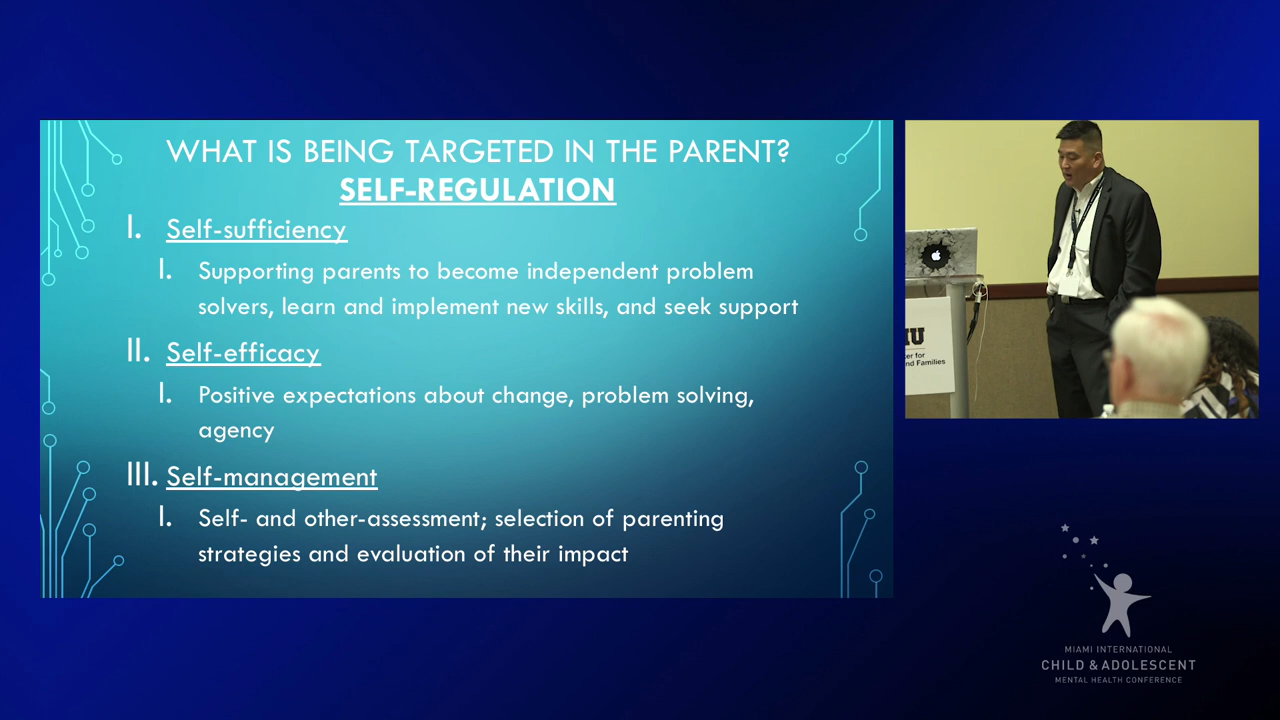 WHAT IS BEING TARGETED IN THE PARENT?
SELF-REGULATION
I. Self-sufficiency
I. Supporting parents to become independent problem
solvers, learn and implement new skills, and seek support
II. Self-efficacy
I. Positive expectations about change, problem solving,
agency
III. Self-management
I. Self- and other-assessment; selection of parenting
strategies and evaluation of their impact
and Families
MIAMI INTERNATIONAL
CHILD & ADOLESCENT
MENTAL HEALTH CONFERENCE